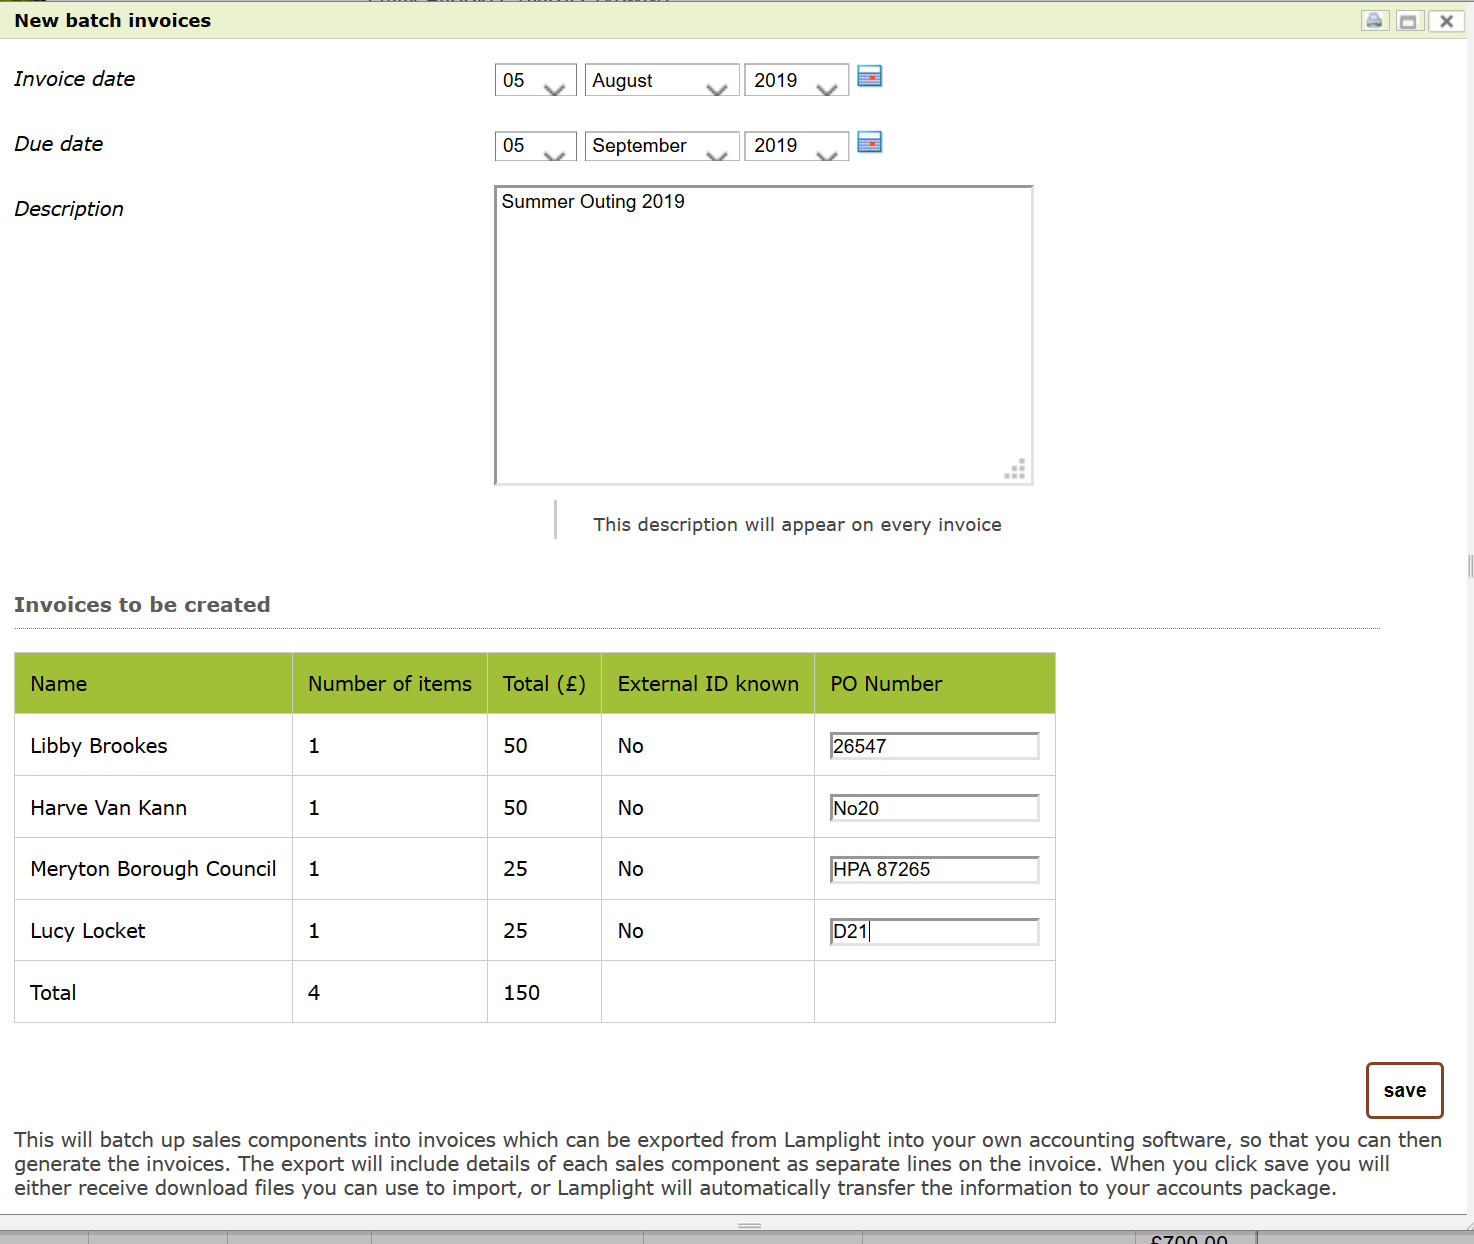 New batch invoices
Invoice date 05 August 2019
Due date 05 September 2019
Description Summer Outing 2019
This description will appear on every invoice
Invoices to be created
Name Number of items Total (£) External ID known PO Number
Libby Brookes 1 50 No 26547
Harve Van Kann 1 50 No No20
Meryton Borough Council 1 25 No HPA 87265
Lucy Locket 1 25 No D21
Total 4 150
save
This will batch up sales components into invoices which can be exported from Lamplight into your own accounting software, so that you can then
generate the invoices. The export will include details of each sales component as separate lines on the invoice. When you click save you will
either receive download files you can use to import, or Lamplight will automatically transfer the information to your accounts package.
£700.00